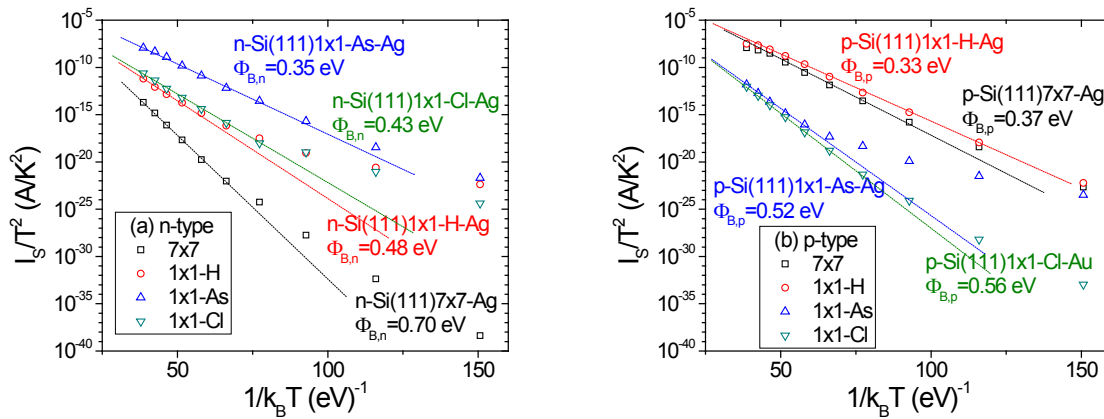 10⁻⁵
10⁻¹⁰
10⁻¹⁵
10⁻²⁰
10⁻²⁵
10⁻³⁰
10⁻³⁵
10⁻⁴⁰
I_S/T² (A/K²)
n-Si(111)1x1-As-Ag
Φ_B,n=0.35 eV
n-Si(111)1x1-Cl-Ag
Φ_B,n=0.43 eV
n-Si(111)1x1-H-Ag
Φ_B,n=0.48 eV
n-Si(111)7x7-Ag
Φ_B,n=0.70 eV
(a) n-type
7x7
1x1-H
1x1-As
1x1-Cl
50
100
150
1/k_BT (eV)⁻¹
10⁻⁵
10⁻¹⁰
10⁻¹⁵
10⁻²⁰
10⁻²⁵
10⁻³⁰
10⁻³⁵
10⁻⁴⁰
I_S/T² (A/K²)
p-Si(111)1x1-H-Ag
Φ_B,p=0.33 eV
p-Si(111)7x7-Ag
Φ_B,p=0.37 eV
p-Si(111)1x1-As-Ag
Φ_B,p=0.52 eV
p-Si(111)1x1-Cl-Au
Φ_B,p=0.56 eV
(b) p-type
7x7
1x1-H
1x1-As
1x1-Cl
50
100
150
1/k_BT (eV)⁻¹